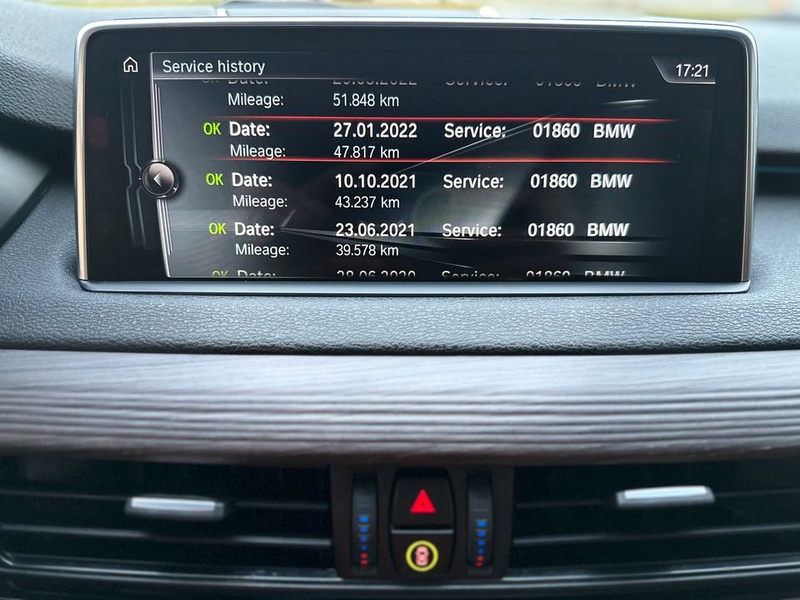 Service history
17:21
Mileage: 51.848 km
OK Date: 27.01.2022 Service: 01860 BMW
Mileage: 47.817 km
OK Date: 10.10.2021 Service: 01860 BMW
Mileage: 43.237 km
OK Date: 23.06.2021 Service: 01860 BMW
Mileage: 39.578 km